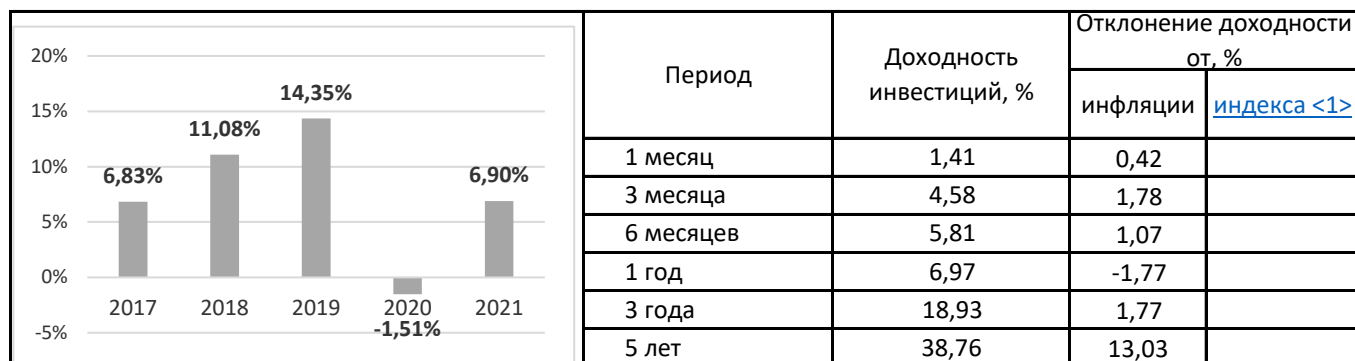 20%
15%
10%
5%
0%
-5%
6,83%
11,08%
14,35%
-1,51%
6,90%
2017 2018 2019 2020 2021
Период
Доходность
инвестиций, %
Отклонение доходности
от, %
инфляции индекса <1>
1 месяц 1,41 0,42
3 месяца 4,58 1,78
6 месяцев 5,81 1,07
1 год 6,97 -1,77
3 года 18,93 1,77
5 лет 38,76 13,03